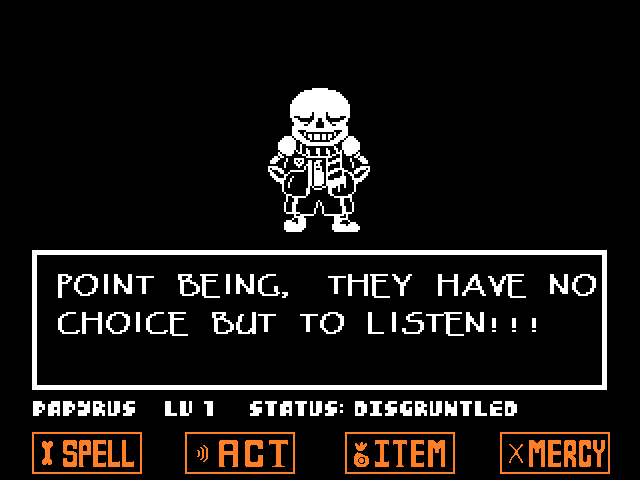 POINT BEING, THEY HAVE NO
CHOICE BUT TO LISTEN!!!
PAPYRUS LV 1 STATUS: DISGRUNTLED
SPELL ACT ITEM MERCY